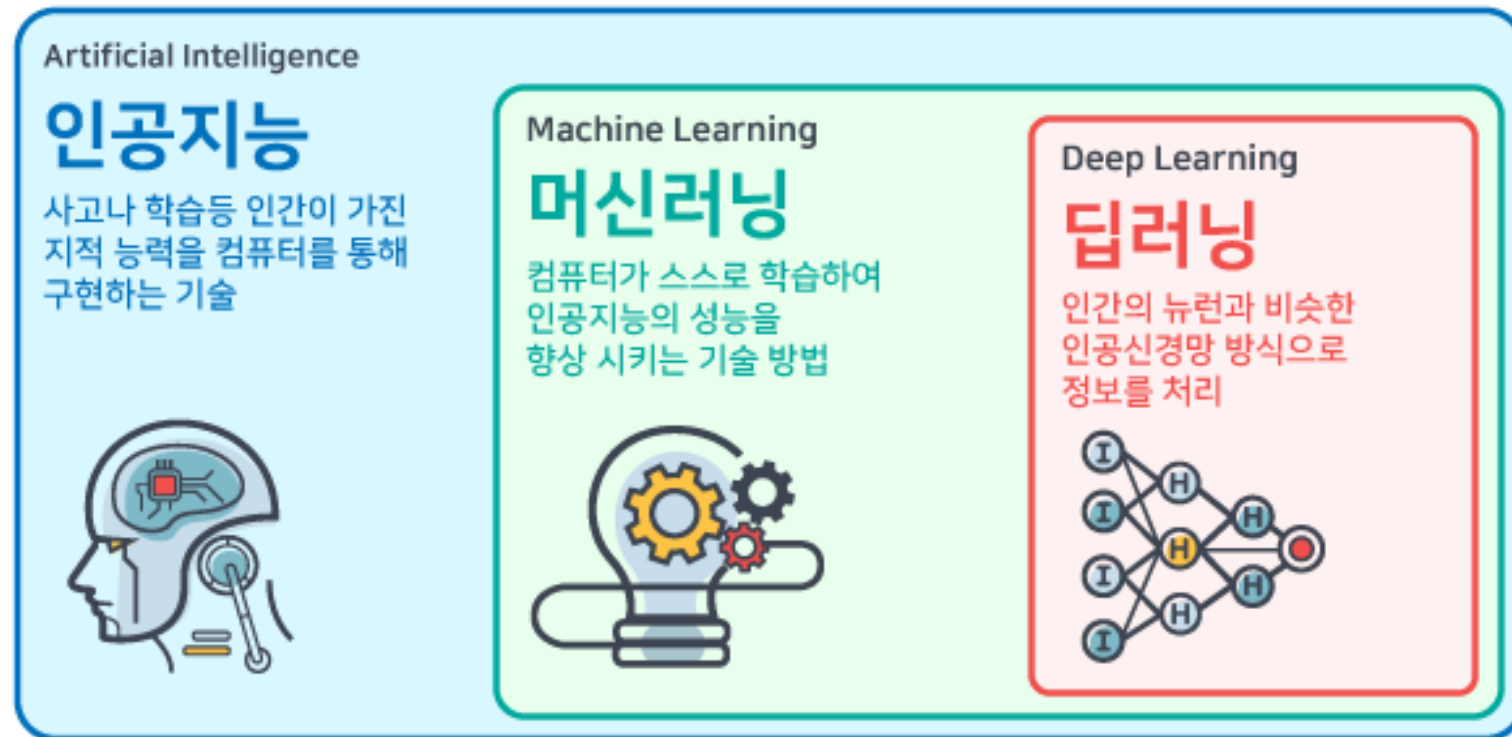 Artificial Intelligence
인공지능
사고나 학습등 인간이 가진
지적 능력을 컴퓨터를 통해
구현하는 기술
Machine Learning
머신러닝
컴퓨터가 스스로 학습하여
인공지능의 성능을
향상 시키는 기술 방법
Deep Learning
딥러닝
인간의 뉴런과 비슷한
인공신경망 방식으로
정보를 처리
I
H
I
H
H
I
H
H
I